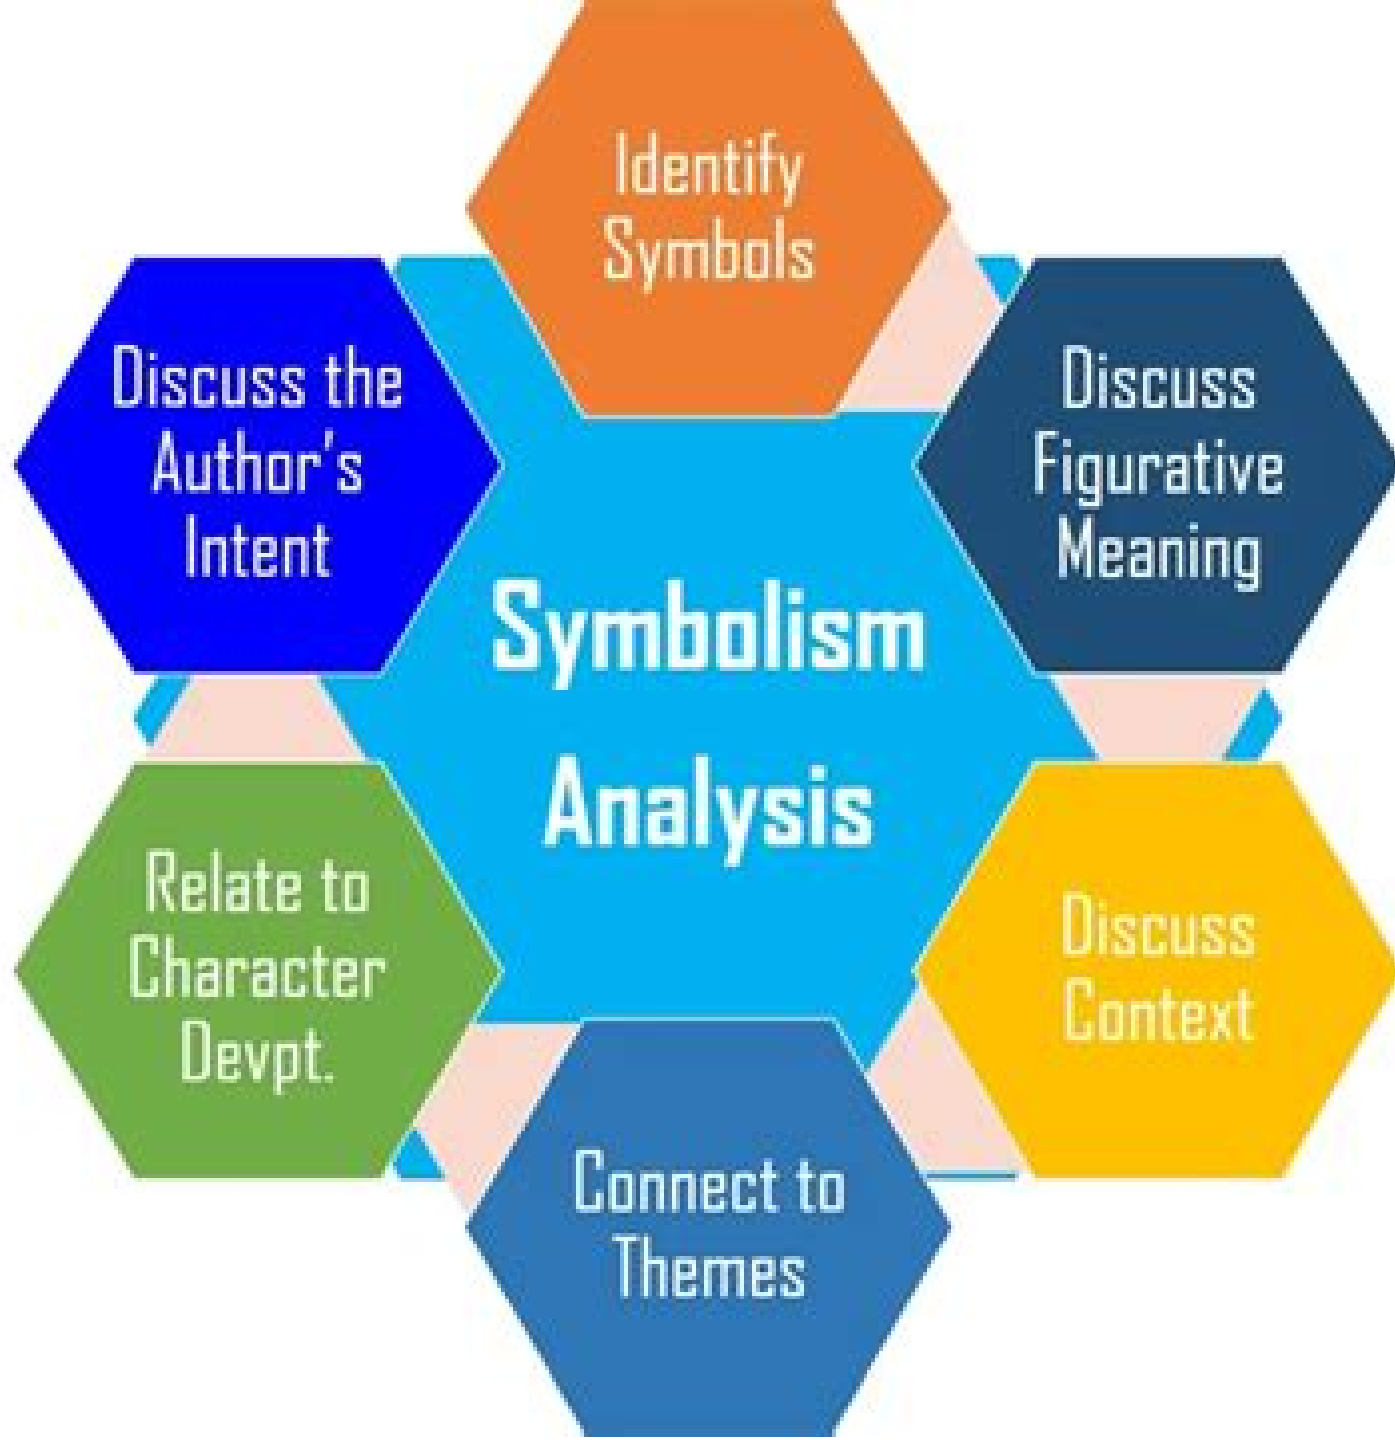 Identify
Symbols
Discuss
Figurative
Meaning
Discuss
Context
Connect to
Themes
Relate to
Character
Devpt.
Discuss the
Author's
Intent
Symbolism
Analysis